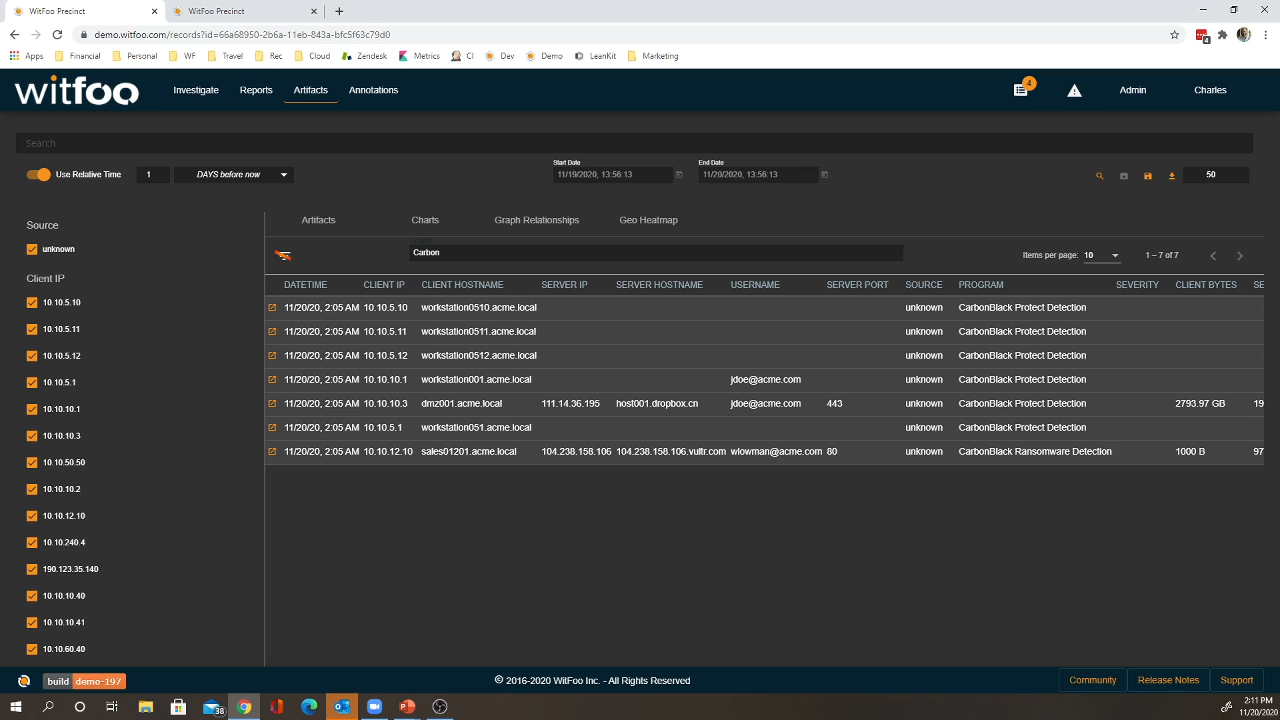 WitFoo Precinct
WitFoo Precinct
demo.witfoo.com/records?id=66a68950-2b6a-11eb-843a-bfc5f63c79d0
4
Apps Financial Personal WF Travel Rec Cloud Zendesk Metrics CI Dev Demo LeanKit Marketing
witfoo Investigate Reports Artifacts Annotations 4 Admin Charles
Search
Use Relative Time 1 DAYS before now
Start Date
11/19/2020, 13:56:13
End Date
11/20/2020, 13:56:13
50
Source
unknown
Client IP
10.10.5.10
10.10.5.11
10.10.5.12
10.10.5.1
10.10.10.1
10.10.10.3
10.10.50.50
10.10.10.2
10.10.12.10
10.10.240.4
190.123.35.140
10.10.10.40
10.10.10.41
10.10.60.40
Artifacts Charts Graph Relationships Geo Heatmap
Carbon Items per page: 10 1 – 7 of 7
DATETIME CLIENT IP CLIENT HOSTNAME SERVER IP SERVER HOSTNAME USERNAME SERVER PORT SOURCE PROGRAM SEVERITY CLIENT BYTES SE
11/20/20, 2:05 AM 10.10.5.10 workstation0510.acme.local unknown CarbonBlack Protect Detection
11/20/20, 2:05 AM 10.10.5.11 workstation0511.acme.local unknown CarbonBlack Protect Detection
11/20/20, 2:05 AM 10.10.5.12 workstation0512.acme.local unknown CarbonBlack Protect Detection
11/20/20, 2:05 AM 10.10.10.1 workstation001.acme.local jdoe@acme.com unknown CarbonBlack Protect Detection
11/20/20, 2:05 AM 10.10.10.3 dmz001.acme.local 111.14.36.195 host001.dropbox.cn jdoe@acme.com 443 unknown CarbonBlack Protect Detection 2793.97 GB 19
11/20/20, 2:05 AM 10.10.5.1 workstation051.acme.local unknown CarbonBlack Protect Detection
11/20/20, 2:05 AM 10.10.12.10 sales01201.acme.local 104.238.158.106 104.238.158.106.vultr.com wlowman@acme.com 80 unknown CarbonBlack Ransomware Detection 1000 B 97
build demo-197 © 2016-2020 WitFoo Inc. - All Rights Reserved Community Release Notes Support
38
2:11 PM
11/20/2020